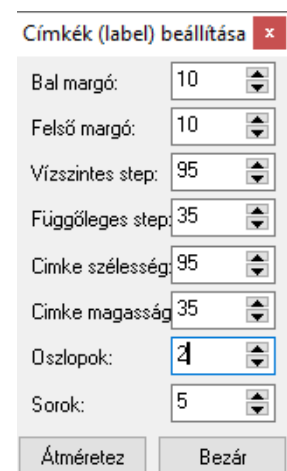 Címkék (label) beállítása x
Bal margó: 10
Felső margó: 10
Vízszintes step: 95
Függőleges step: 35
Cimke szélesség: 95
Cimke magasság 35
Oszlopok: 2
Sorok: 5
Átméretez Bezár